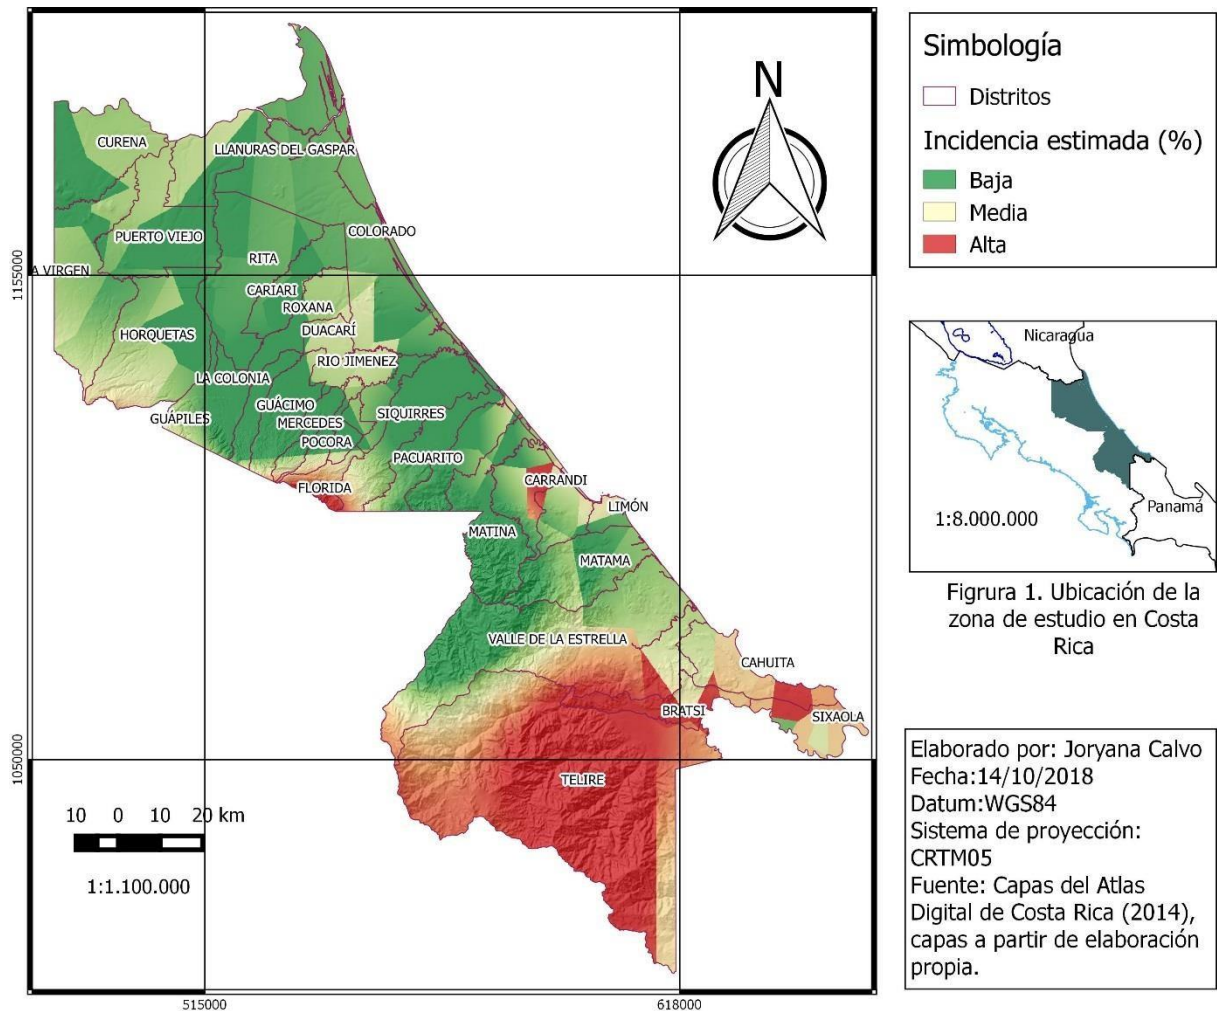 N
CURENA
LLANURAS DEL GASPAR
PUERTO VIEJO
COLORADO
A VIRGEN
RITA
CARIARI
ROXANA
HORQUETAS
DUACARÍ
RIO JIMENEZ
LA COLONIA
GUÁCIMO
GUÁPILES
MERCEDES
SIQUIRRES
POCORA
PACUARITO
FLORIDA
CARRANDI
LIMÓN
MATINA
MATAMA
VALLE DE LA ESTRELLA
CAHUITA
BRATSI
SIXAOLA
TELIRE
10 0 10 20 km
1:1.100.000
1155000
1050000
515000
618000
Simbología
Distritos
Incidencia estimada (%)
Baja
Media
Alta
Nicaragua
Panamá
1:8.000.000
Figrura 1. Ubicación de la
zona de estudio en Costa
Rica
Elaborado por: Joryana Calvo
Fecha:14/10/2018
Datum:WGS84
Sistema de proyección:
CRTM05
Fuente: Capas del Atlas
Digital de Costa Rica (2014),
capas a partir de elaboración
propia.